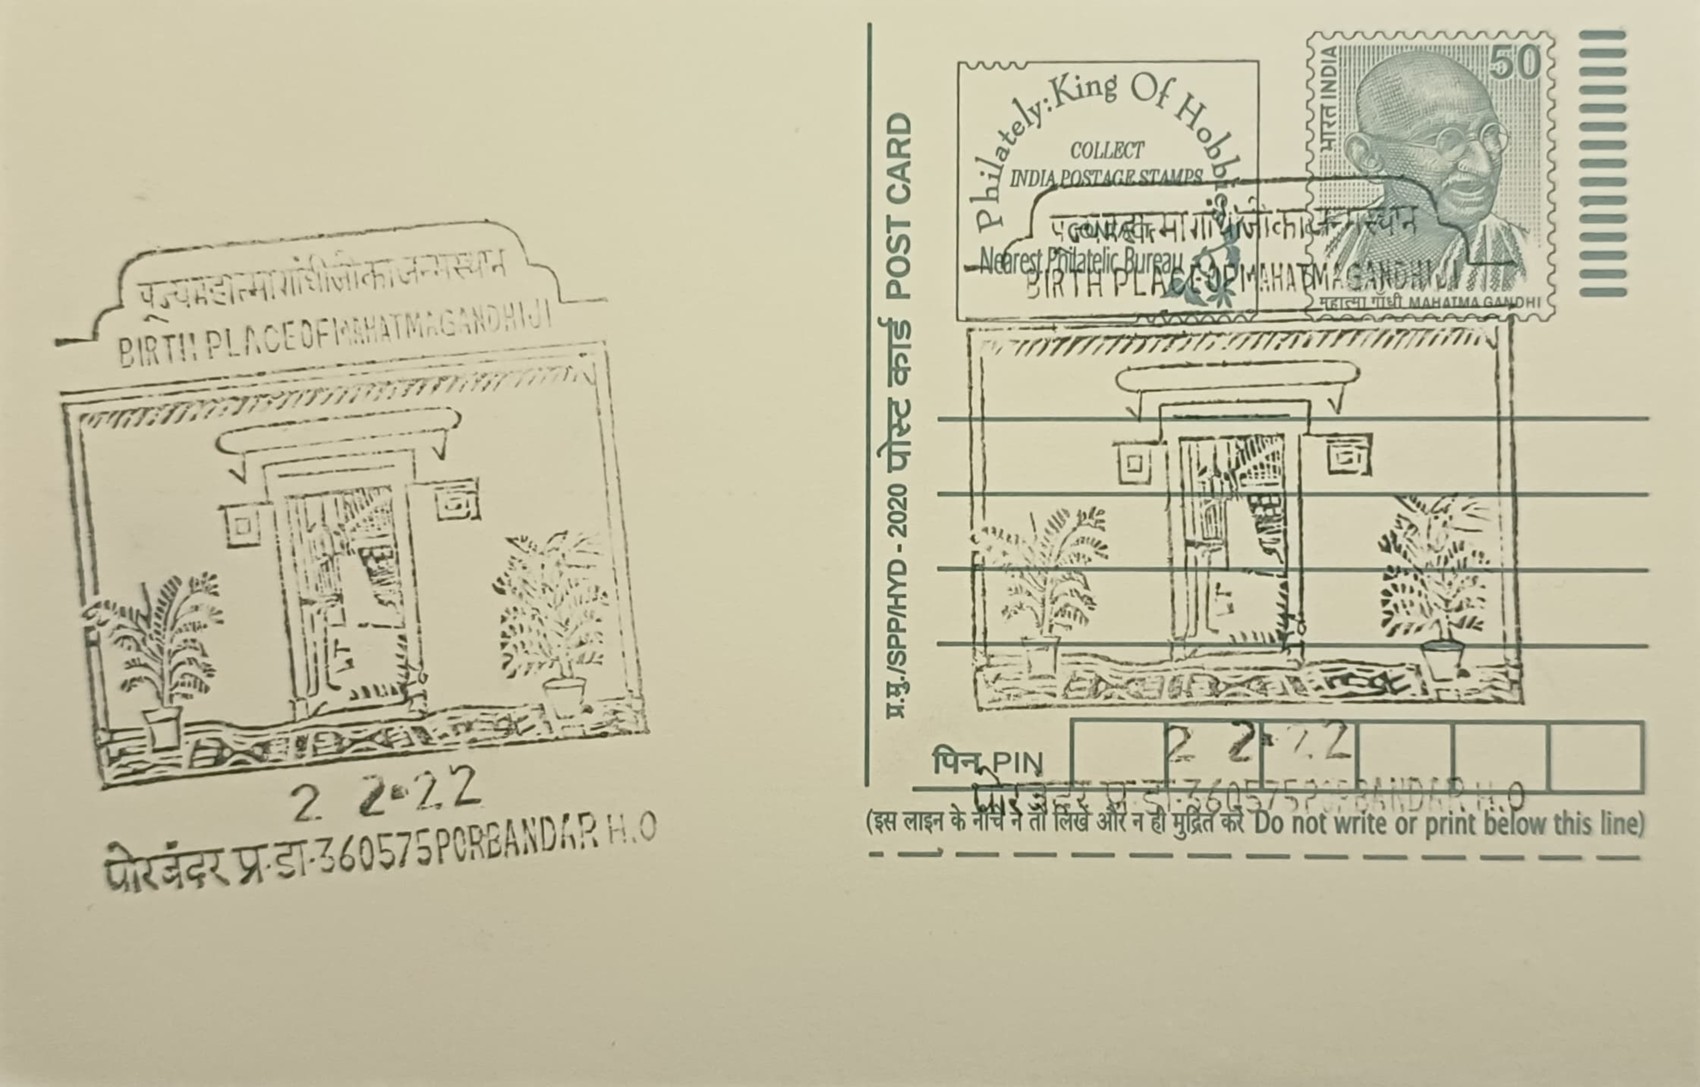 पूज्य महात्मा गांधीजी का जन्मस्थान
BIRTH PLACE OF MAHATMA GANDHIJI
2 2·22
पोरबंदर प्र·डा·360575 PORBANDAR H.O
प्र.मु./SPP/HYD - 2020 पोस्ट कार्ड POST CARD
Philately: King Of Hobbies
COLLECT
INDIA POSTAGE STAMPS
CONTACT
Nearest Philatelic Bureau
भारत INDIA
50
महात्मा गाँधी MAHATMA GANDHI
पूज्य महात्मा गांधीजी का जन्मस्थान
BIRTH PLACE OF MAHATMA GANDHIJI
पिन PIN
2 2·22
पोरबंदर प्र·डा·360575 PORBANDAR H.O
(इस लाइन के नीचे न तो लिखें और न ही मुद्रित करें Do not write or print below this line)